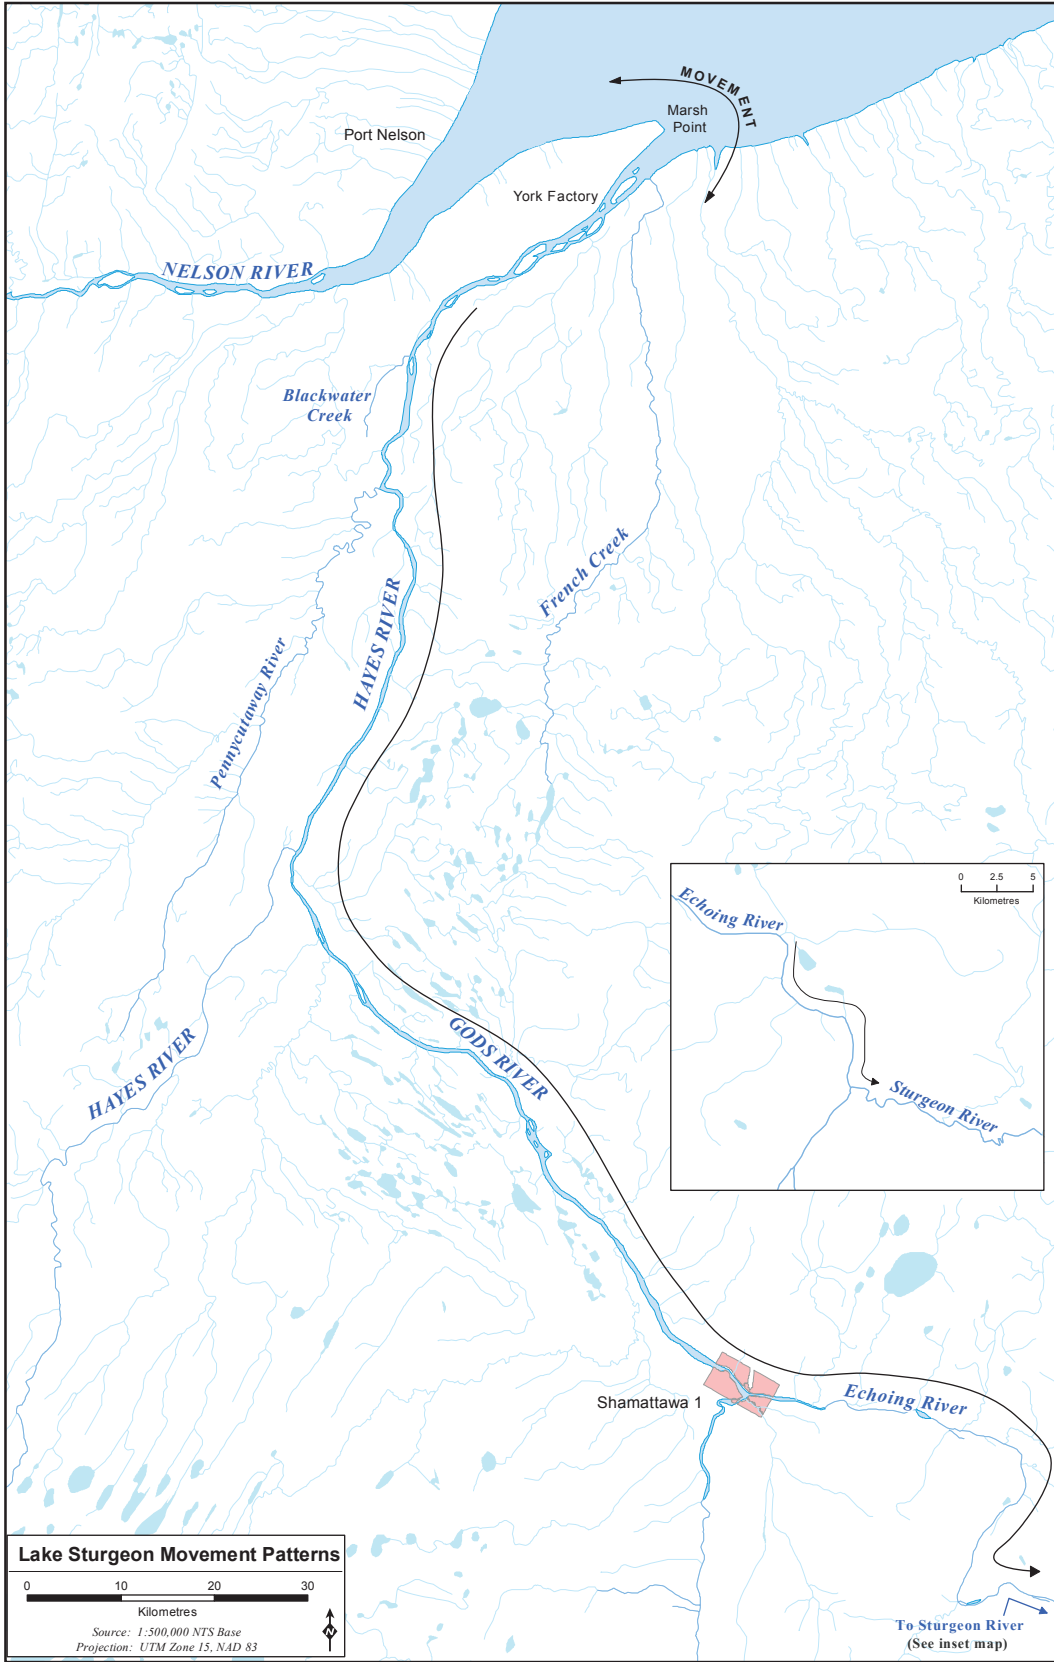 MOVEMENT
Marsh
Point
Port Nelson
York Factory
NELSON RIVER
Blackwater
Creek
French Creek
HAYES RIVER
Pennycutaway River
0 2.5 5
Kilometres
Echoing River
Sturgeon River
GODS RIVER
HAYES RIVER
Echoing River
Shamattawa 1
Lake Sturgeon Movement Patterns
0 10 20 30
Kilometres
Source: 1:500,000 NTS Base
Projection: UTM Zone 15, NAD 83
N
To Sturgeon River
(See inset map)